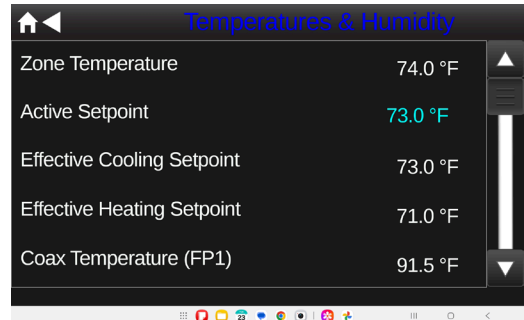 Temperatures & Humidity
Zone Temperature 74.0 °F
Active Setpoint 73.0 °F
Effective Cooling Setpoint 73.0 °F
Effective Heating Setpoint 71.0 °F
Coax Temperature (FP1) 91.5 °F
23